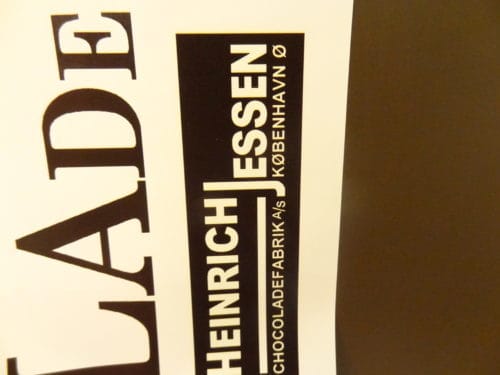 LADE
HEINRICH JESSEN
CHOCOLADEFABRIK A/S KØBENHAVN Ø